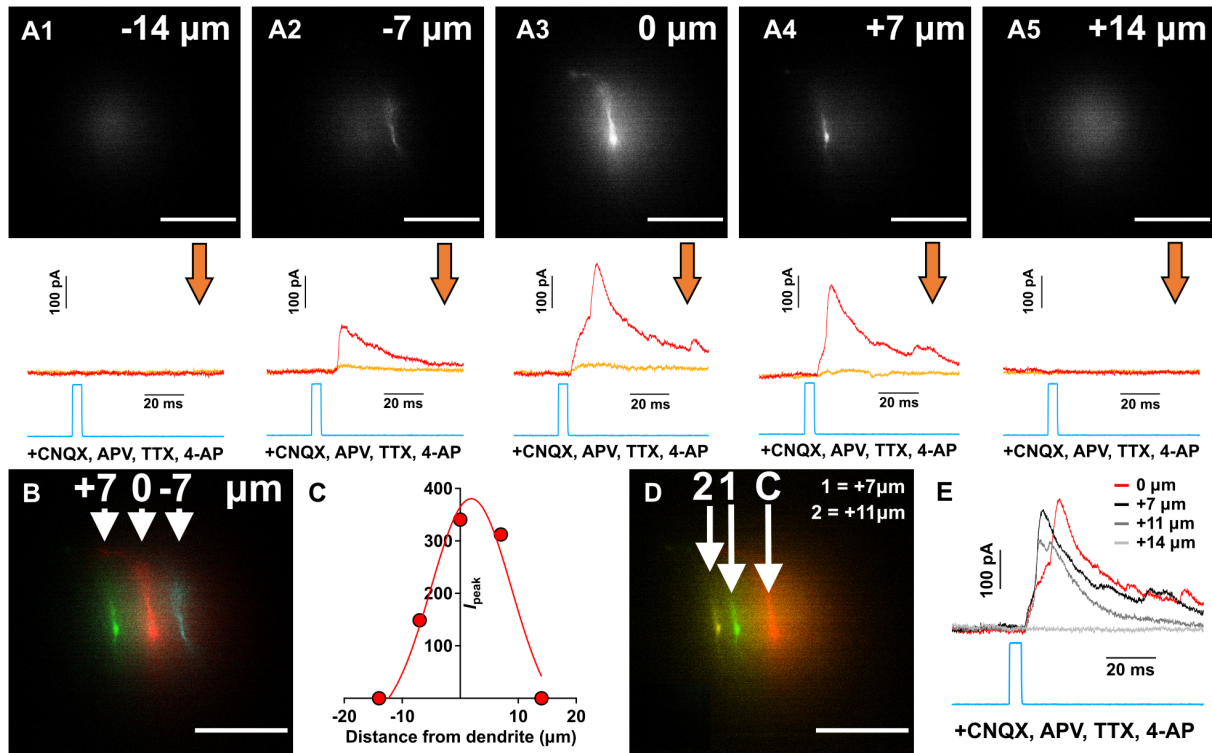 A1 -14 µm
A2 -7 µm
A3 0 µm
A4 +7 µm
A5 +14 µm
100 pA
100 pA
100 pA
100 pA
100 pA
20 ms
20 ms
20 ms
20 ms
20 ms
+CNQX, APV, TTX, 4-AP
+CNQX, APV, TTX, 4-AP
+CNQX, APV, TTX, 4-AP
+CNQX, APV, TTX, 4-AP
+CNQX, APV, TTX, 4-AP
B +7 0 -7 µm
C
400
300
200
100
Ipeak
-20 -10 0 10 20
Distance from dendrite (µm)
D 2 1 C
1 = +7µm
2 = +11µm
E
0 µm
+7 µm
+11 µm
+14 µm
100 pA
20 ms
+CNQX, APV, TTX, 4-AP